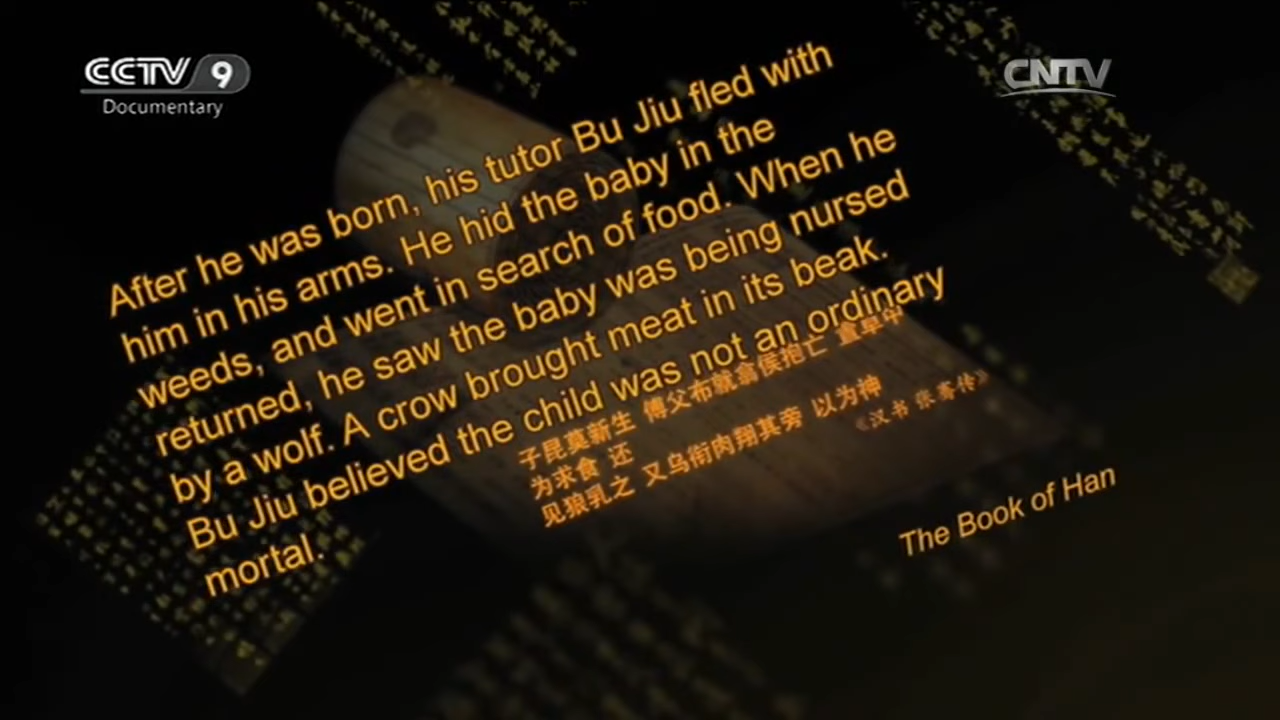 CCTV 9
Documentary
CNTV
After he was born, his tutor Bu Jiu fled with
him in his arms. He hid the baby in the
weeds, and went in search of food. When he
returned, he saw the baby was being nursed
by a wolf. A crow brought meat in its beak.
Bu Jiu believed the child was not an ordinary
mortal.
子昆莫新生 傅父布就翕侯抱亡 置草中
为求食 还
见狼乳之 又乌衔肉翔其旁 以为神
《汉书 张骞传》
The Book of Han